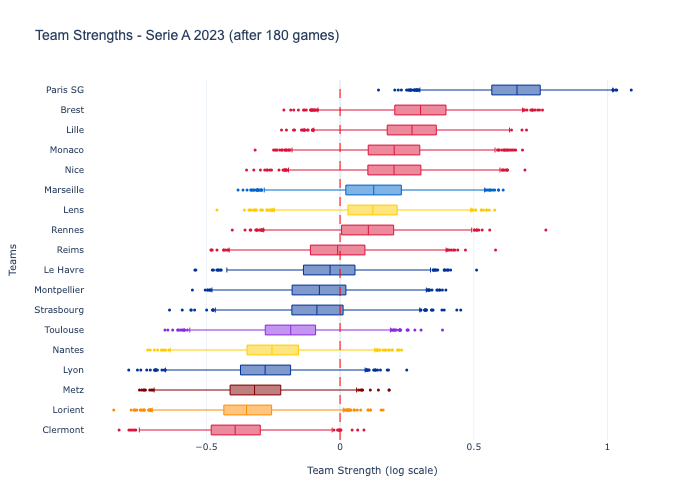 Team Strengths - Serie A 2023 (after 180 games)
Paris SG
Brest
Lille
Monaco
Nice
Marseille
Lens
Rennes
Reims
Le Havre
Montpellier
Strasbourg
Toulouse
Nantes
Lyon
Metz
Lorient
Clermont
Teams
−0.5 0 0.5 1
Team Strength (log scale)